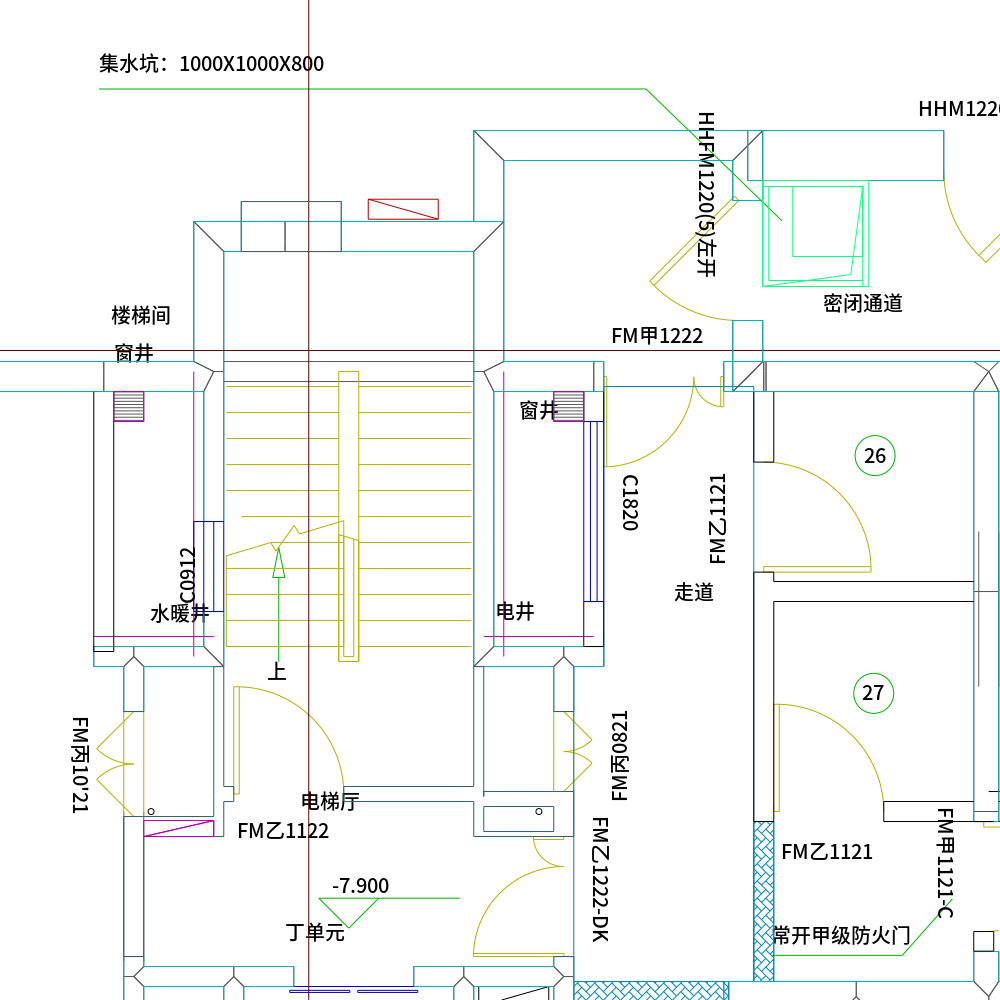 集水坑：1000X1000X800
HHM122
HHFM1220(5)左开
密闭通道
楼梯间
FM甲1222
窗井
窗井
26
C1820
FM乙1121
C0912
走道
水暖井
电井
上
27
FM丙10'21
FM丙0821
电梯厅
FM乙1122
FM乙1222-DK
FM甲1121-C
FM乙1121
-7.900
丁单元
常开甲级防火门